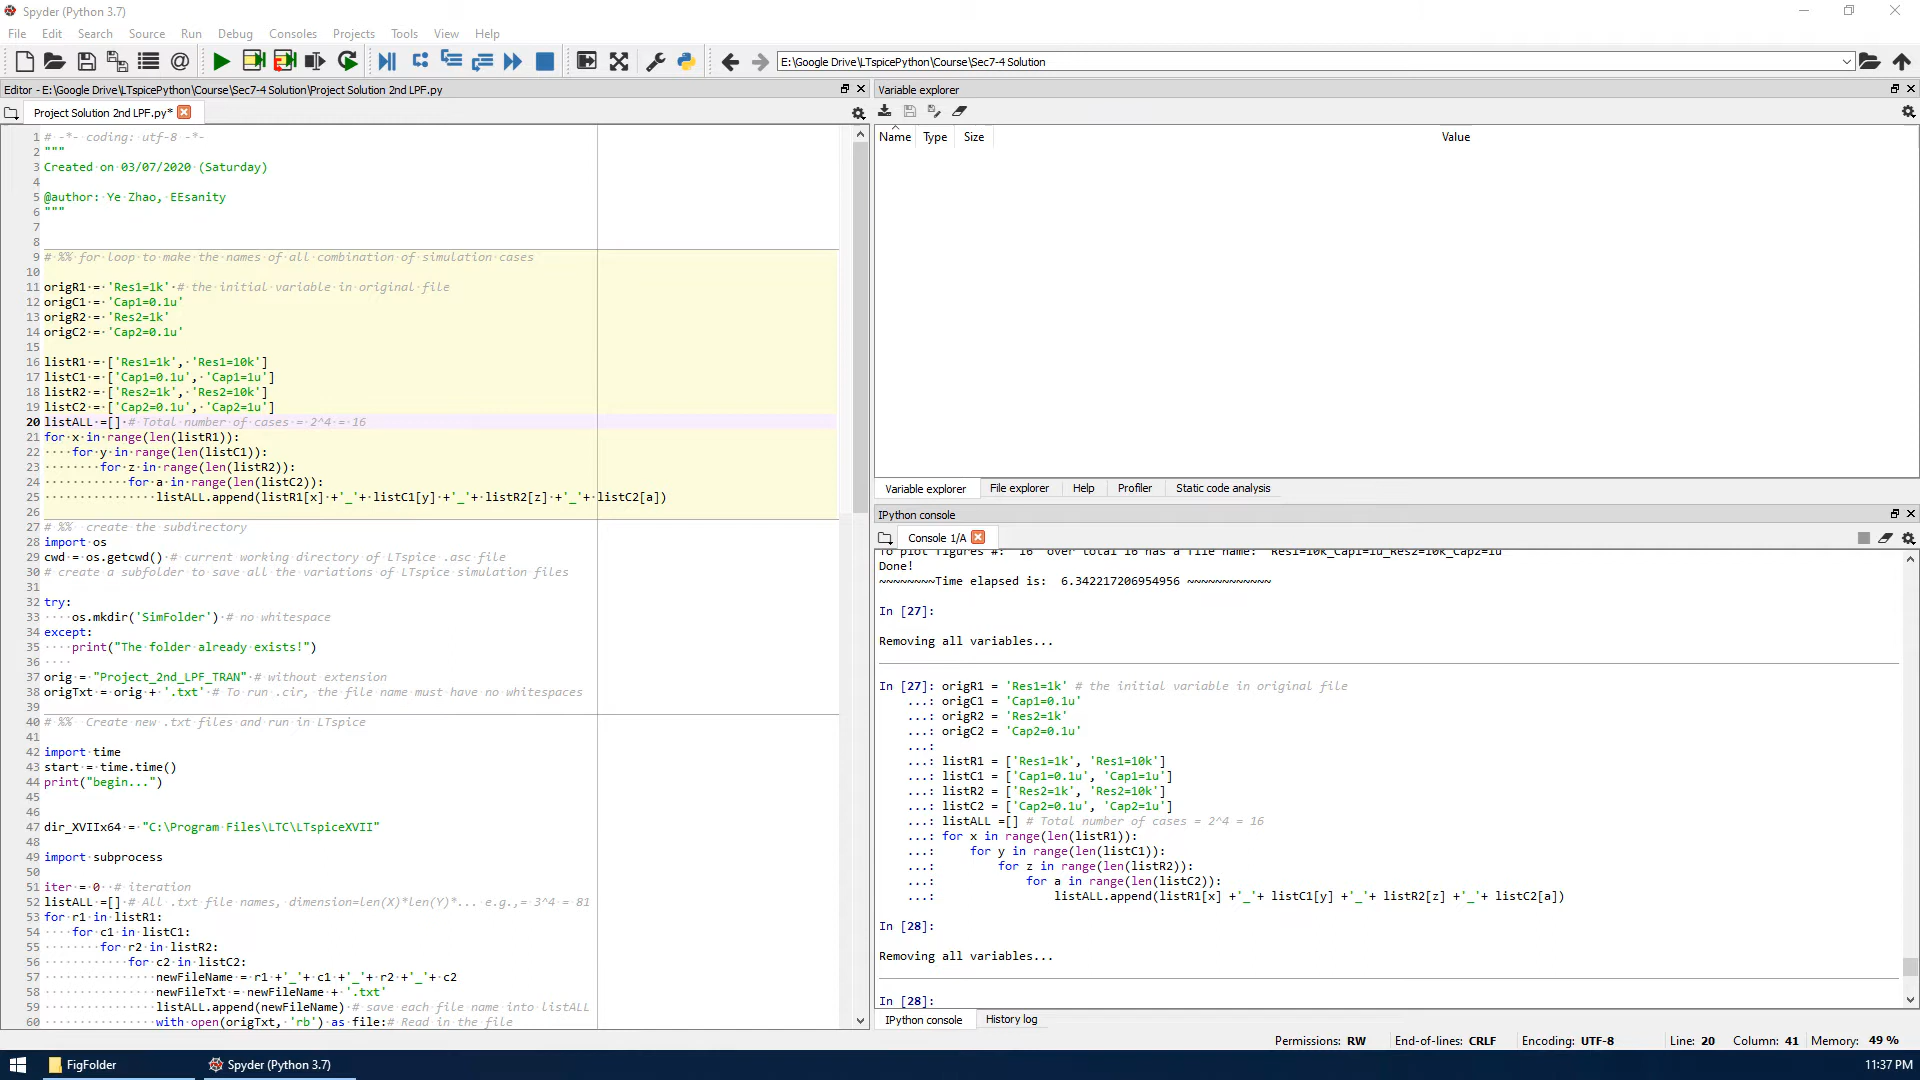 Spyder (Python 3.7)
File Edit Search Source Run Debug Consoles Projects Tools View Help
E:\Google Drive\LTspicePython\Course\Sec7-4 Solution
Editor - E:\Google Drive\LTspicePython\Course\Sec7-4 Solution\Project Solution 2nd LPF.py
Project Solution 2nd LPF.py*
1 # -*- coding: utf-8 -*-
2 """
3 Created on 03/07/2020 (Saturday)
4
5 @author: Ye Zhao, EEsanity
6 """
7
8
9 # %% for loop to make the names of all combination of simulation cases
10
11 origR1 = 'Res1=1k' # the initial variable in original file
12 origC1 = 'Cap1=0.1u'
13 origR2 = 'Res2=1k'
14 origC2 = 'Cap2=0.1u'
15
16 listR1 = ['Res1=1k', 'Res1=10k']
17 listC1 = ['Cap1=0.1u', 'Cap1=1u']
18 listR2 = ['Res2=1k', 'Res2=10k']
19 listC2 = ['Cap2=0.1u', 'Cap2=1u']
20 listALL =[] # Total number of cases = 2^4 = 16
21 for x in range(len(listR1)):
22     for y in range(len(listC1)):
23         for z in range(len(listR2)):
24             for a in range(len(listC2)):
25                 listALL.append(listR1[x] +'_'+ listC1[y] +'_'+ listR2[z] +'_'+ listC2[a])
26
27 # %% create the subdirectory
28 import os
29 cwd = os.getcwd() # current working directory of LTspice .asc file
30 # create a subfolder to save all the variations of LTspice simulation files
31
32 try:
33     os.mkdir('SimFolder') # no whitespace
34 except:
35     print("The folder already exists!")
36
37 orig = "Project_2nd_LPF_TRAN" # without extension
38 origTxt = orig + '.txt' # To run .cir, the file name must have no whitespaces
39
40 # %% Create new .txt files and run in LTspice
41
42 import time
43 start = time.time()
44 print("begin...")
45
46
47 dir_XVIIx64 = "C:\Program Files\LTC\LTspiceXVII"
48
49 import subprocess
50
51 iter = 0 # iteration
52 listALL =[] # All .txt file names, dimension=len(X)*len(Y)*... e.g.,= 3^4 = 81
53 for r1 in listR1:
54     for c1 in listC1:
55         for r2 in listR2:
56             for c2 in listC2:
57                 newFileName = r1 +'_'+ c1 +'_'+ r2 +'_'+ c2
58                 newFileTxt = newFileName + '.txt'
59                 listALL.append(newFileName) # save each file name into listALL
60                 with open(origTxt, 'rb') as file:# Read in the file
Variable explorer
Name Type Size Value
Variable explorer File explorer Help Profiler Static code analysis
IPython console
Console 1/A
To plot figures #: 16 over total 16 has a file name: Res1=10k_Cap1=1u_Res2=10k_Cap2=1u
Done!
~~~~~~~~Time elapsed is: 6.342217206954956 ~~~~~~~~~~~~
In [27]:
Removing all variables...
In [27]: origR1 = 'Res1=1k' # the initial variable in original file
...: origC1 = 'Cap1=0.1u'
...: origR2 = 'Res2=1k'
...: origC2 = 'Cap2=0.1u'
...:
...: listR1 = ['Res1=1k', 'Res1=10k']
...: listC1 = ['Cap1=0.1u', 'Cap1=1u']
...: listR2 = ['Res2=1k', 'Res2=10k']
...: listC2 = ['Cap2=0.1u', 'Cap2=1u']
...: listALL =[] # Total number of cases = 2^4 = 16
...: for x in range(len(listR1)):
...:     for y in range(len(listC1)):
...:         for z in range(len(listR2)):
...:             for a in range(len(listC2)):
...:                 listALL.append(listR1[x] +'_'+ listC1[y] +'_'+ listR2[z] +'_'+ listC2[a])
In [28]:
Removing all variables...
In [28]:
IPython console History log
Permissions: RW End-of-lines: CRLF Encoding: UTF-8 Line: 20 Column: 41 Memory: 49 %
FigFolder Spyder (Python 3.7) 11:37 PM